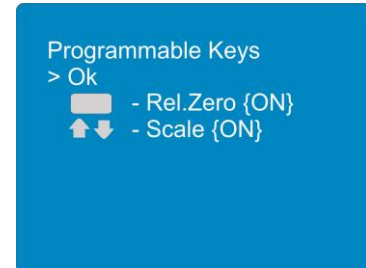 Programmable Keys
> Ok
- Rel.Zero {ON}
- Scale {ON}